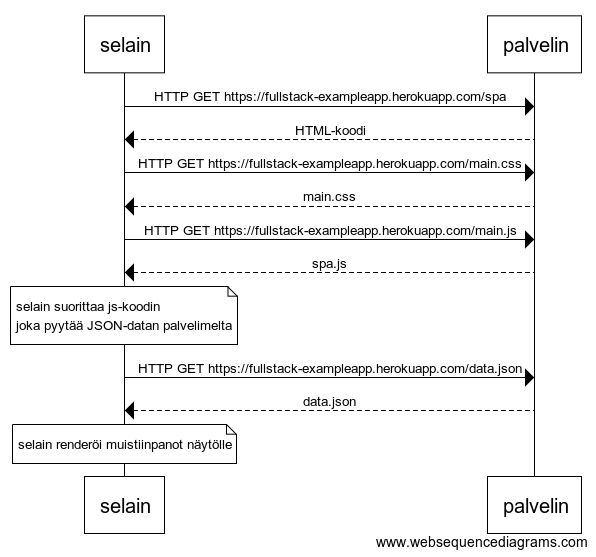 selain
palvelin
HTTP GET https://fullstack-exampleapp.herokuapp.com/spa
HTML-koodi
HTTP GET https://fullstack-exampleapp.herokuapp.com/main.css
main.css
HTTP GET https://fullstack-exampleapp.herokuapp.com/main.js
spa.js
selain suorittaa js-koodin
joka pyytää JSON-datan palvelimelta
HTTP GET https://fullstack-exampleapp.herokuapp.com/data.json
data.json
selain renderöi muistiinpanot näytölle
selain
palvelin
www.websequencediagrams.com